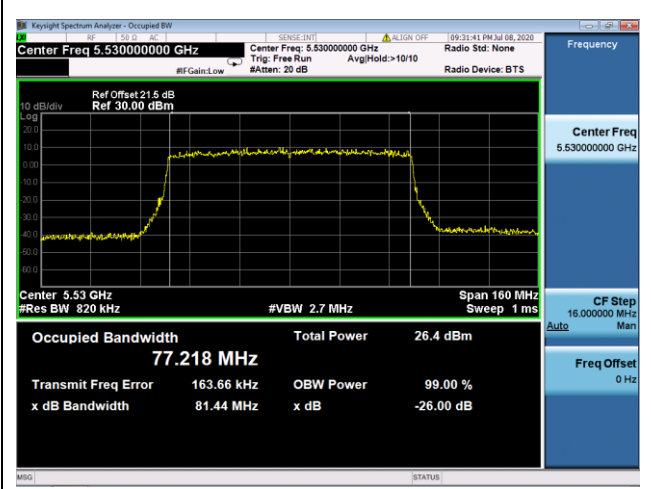 Keysight Spectrum Analyzer - Occupied BW
RF 50 Ω AC SENSE:INT ALIGN OFF 09:31:41 PM Jul 08, 2020
Center Freq 5.530000000 GHz Center Freq: 5.530000000 GHz Radio Std: None Frequency
Trig: Free Run Avg|Hold:>10/10
#IFGain:Low #Atten: 20 dB Radio Device: BTS
Ref Offset 21.5 dB
10 dB/div Ref 30.00 dBm
Log
20.0
10.0
0.00
-10.0
-20.0
-30.0
-40.0
-50.0
-60.0
Center Freq
5.530000000 GHz
Center 5.53 GHz Span 160 MHz
#Res BW 820 kHz #VBW 2.7 MHz Sweep 1 ms
CF Step
16.000000 MHz
Auto Man
Occupied Bandwidth Total Power 26.4 dBm
77.218 MHz
Transmit Freq Error 163.66 kHz OBW Power 99.00 %
x dB Bandwidth 81.44 MHz x dB -26.00 dB
Freq Offset
0 Hz
MSG STATUS